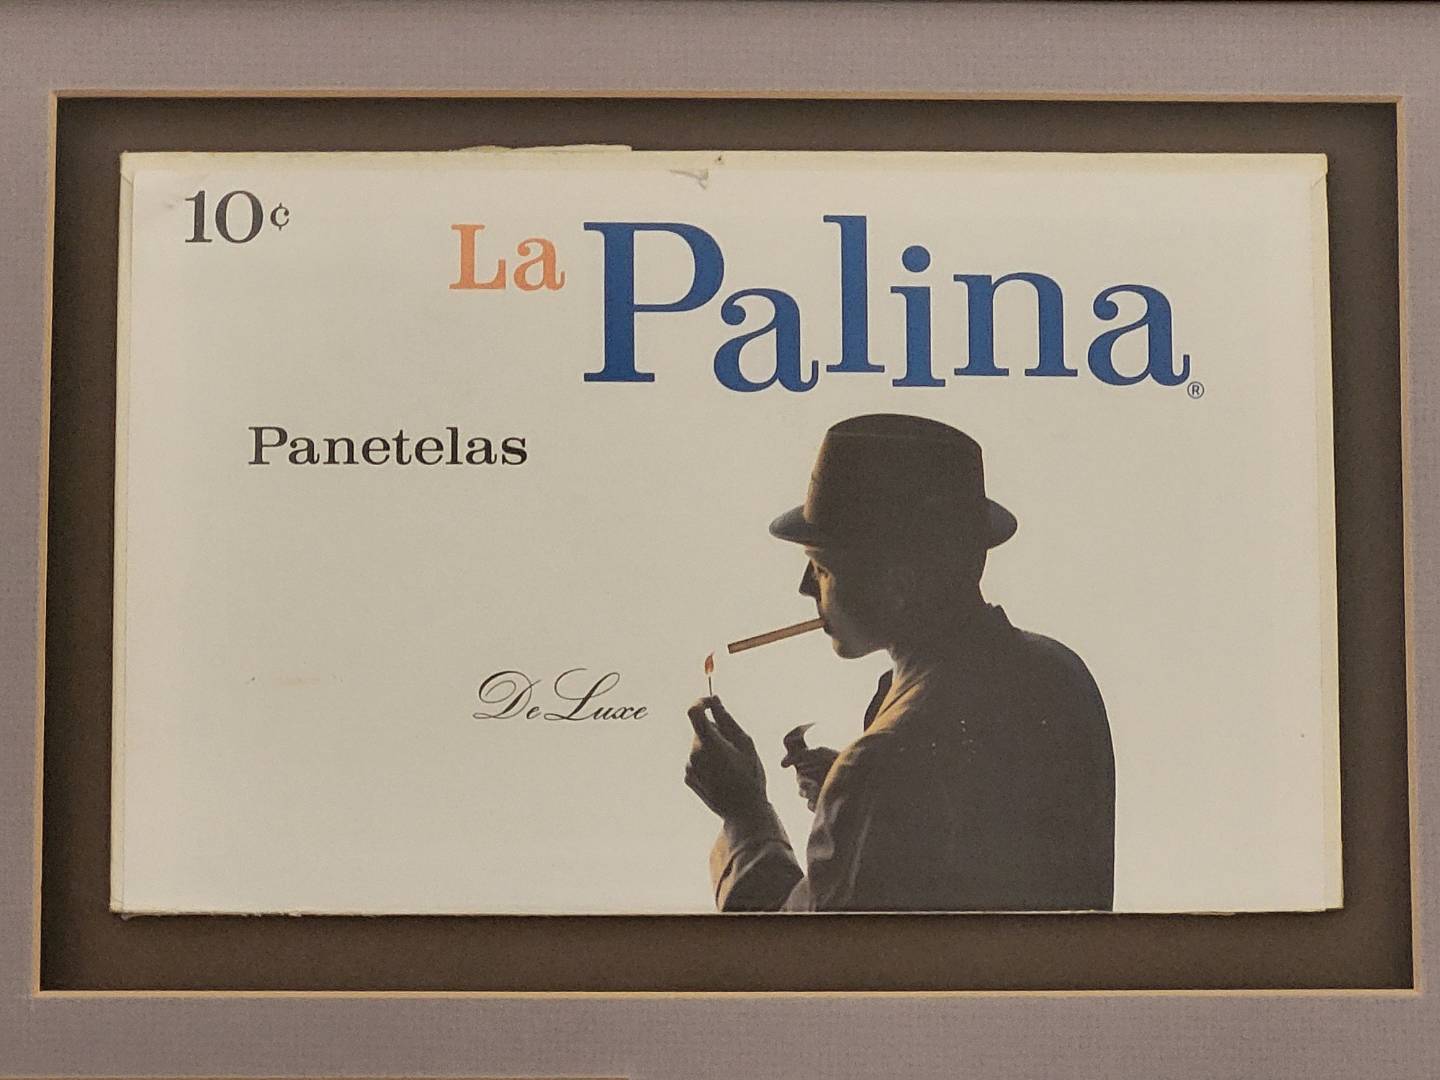 10¢
La Palina®
Panetelas
De Luxe